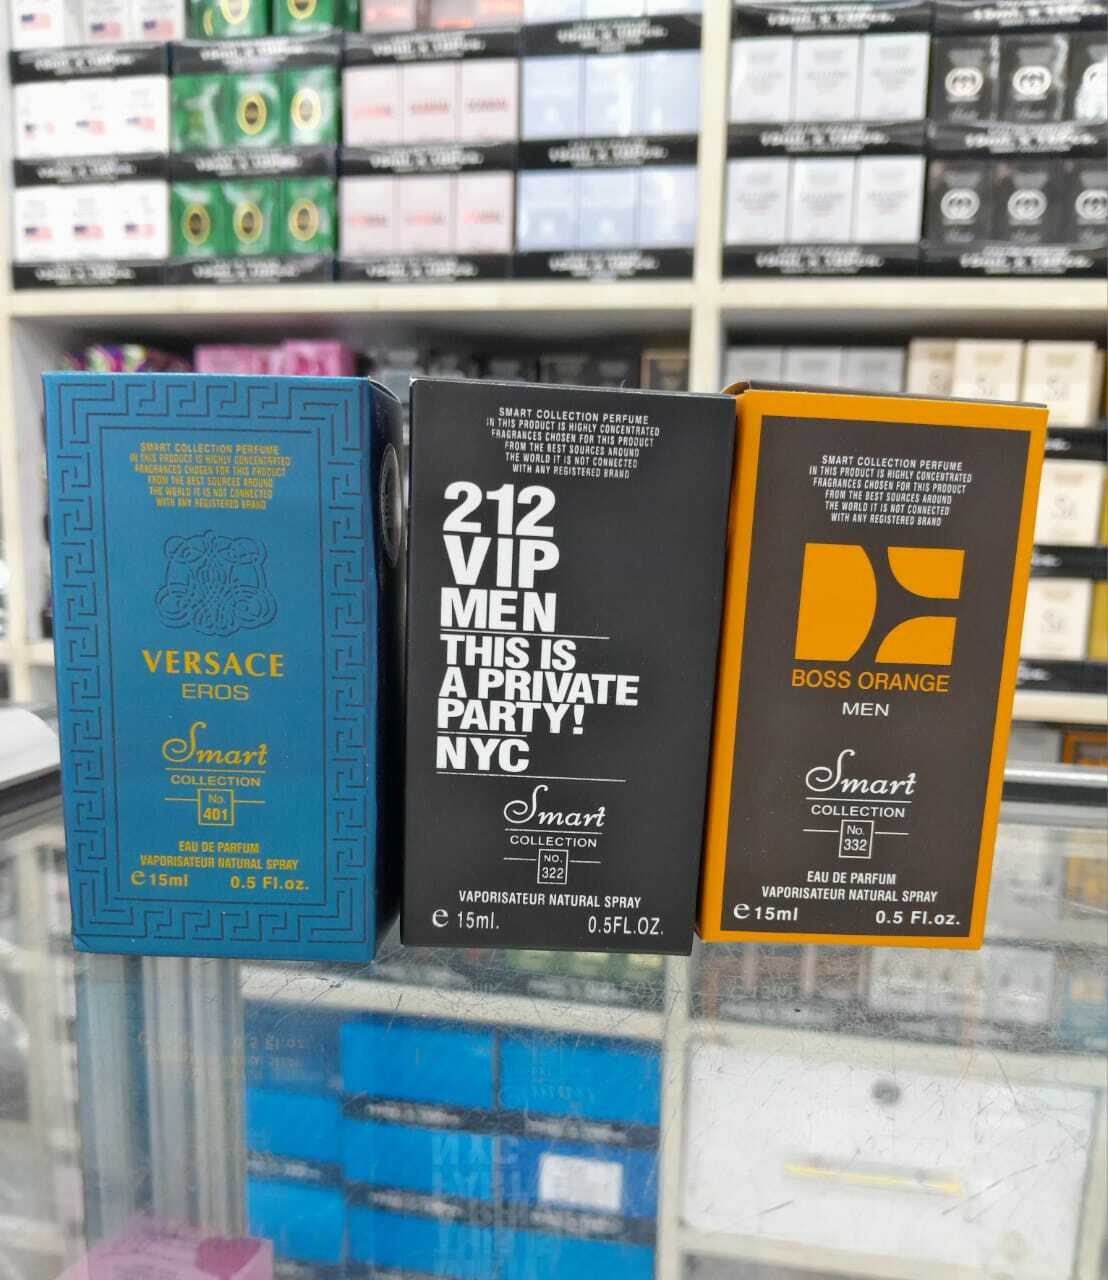 SMART COLLECTION PERFUME
IN THIS PRODUCT IS HIGHLY CONCENTRATED
FRAGRANCES CHOSEN FOR THIS PRODUCT
FROM THE BEST SOURCES AROUND
THE WORLD IT IS NOT CONNECTED
WITH ANY REGISTERED BRAND
VERSACE
EROS
Smart
COLLECTION
No.
401
EAU DE PARFUM
VAPORISATEUR NATURAL SPRAY
e 15ml 0.5 Fl.oz.
SMART COLLECTION PERFUME
IN THIS PRODUCT IS HIGHLY CONCENTRATED
FRAGRANCES CHOSEN FOR THIS PRODUCT
FROM THE BEST SOURCES AROUND
THE WORLD IT IS NOT CONNECTED
WITH ANY REGISTERED BRAND
212
VIP
MEN
THIS IS
A PRIVATE
PARTY!
NYC
Smart
COLLECTION
NO.
322
VAPORISATEUR NATURAL SPRAY
e 15ml. 0.5FL.OZ.
SMART COLLECTION PERFUME
IN THIS PRODUCT IS HIGHLY CONCENTRATED
FRAGRANCES CHOSEN FOR THIS PRODUCT
FROM THE BEST SOURCES AROUND
THE WORLD IT IS NOT CONNECTED
WITH ANY REGISTERED BRAND
BOSS ORANGE
MEN
Smart
COLLECTION
No.
332
EAU DE PARFUM
VAPORISATEUR NATURAL SPRAY
e 15ml 0.5 Fl.oz.